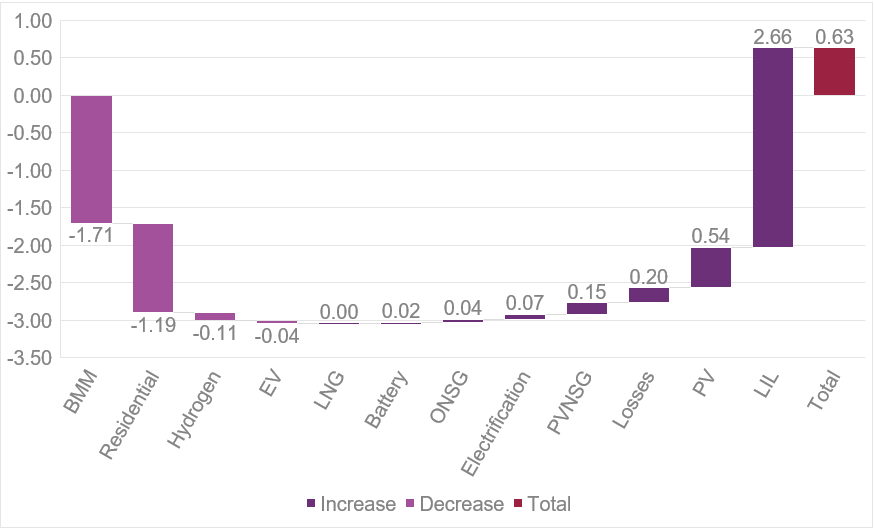 1.00
0.50
0.00
-0.50
-1.00
-1.50
-2.00
-2.50
-3.00
-3.50
-1.71
-1.19
-0.11
-0.04
0.00
0.02
0.04
0.07
0.15
0.20
0.54
2.66
0.63
BMM
Residential
Hydrogen
EV
LNG
Battery
ONSG
Electrification
PVNSG
Losses
PV
LIL
Total
Increase Decrease Total